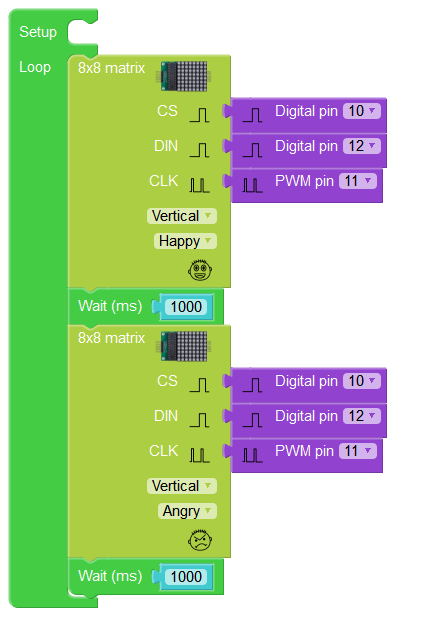 Setup
Loop
8x8 matrix
CS Digital pin 10
DIN Digital pin 12
CLK PWM pin 11
Vertical
Happy
Wait (ms) 1000
8x8 matrix
CS Digital pin 10
DIN Digital pin 12
CLK PWM pin 11
Vertical
Angry
Wait (ms) 1000